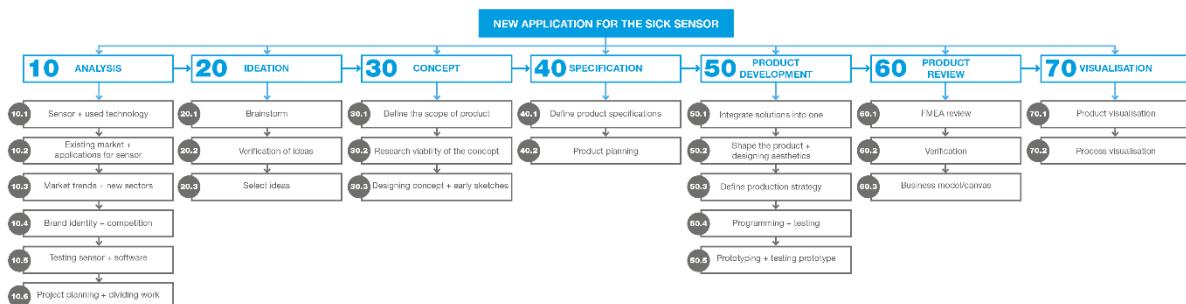 NEW APPLICATION FOR THE SICK SENSOR
10 ANALYSIS
10.1 Sensor + used technology
10.2 Existing market +
applications for sensor
10.3 Market trends + new sectors
10.4 Brand identity + competition
10.5 Testing sensor + software
10.6 Project planning + dividing work
20 IDEATION
20.1 Brainstorm
20.2 Verification of ideas
20.3 Select ideas
30 CONCEPT
30.1 Define the scope of product
30.2 Research viability of the concept
30.3 Designing concept + early sketches
40 SPECIFICATION
40.1 Define product specifications
40.2 Product planning
50 PRODUCT
DEVELOPMENT
50.1 Integrate solutions into one
50.2 Shape the product +
designing aesthetics
50.3 Define production strategy
50.4 Programming + testing
50.5 Prototyping + testing prototype
60 PRODUCT
REVIEW
60.1 FMEA review
60.2 Verification
60.3 Business model/canvas
70 VISUALISATION
70.1 Product visualisation
70.2 Process visualisation